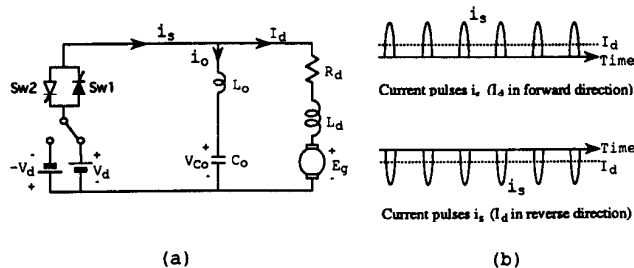 i_s
I_d
i_o
Sw2
Sw1
L_o
R_d
L_d
-V_d
-
+
+
V_d
-
V_Co
+
-
C_o
+
E_g
-
(a)
i_s
I_d
Time
Current pulses i_s (I_d in forward direction)
Time
I_d
i_s
Current pulses i_s (I_d in reverse direction)
(b)